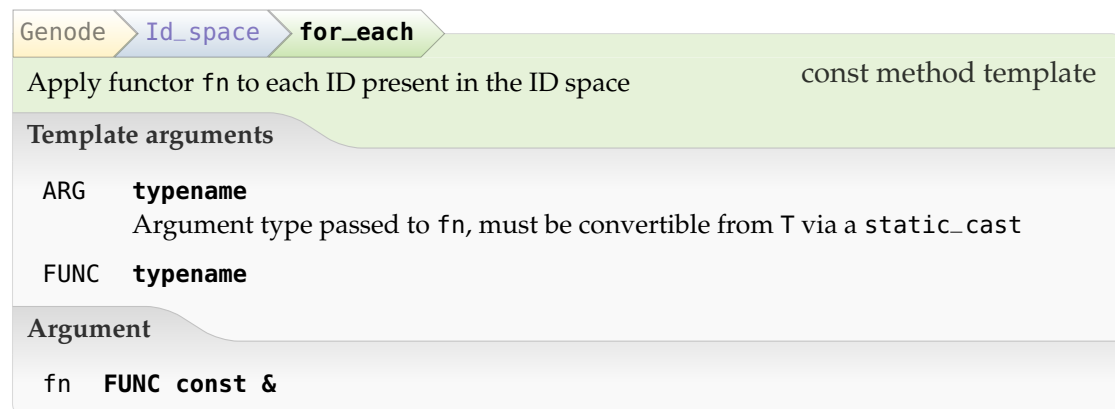 Genode Id_space for_each
Apply functor fn to each ID present in the ID space const method template
Template arguments
ARG typename
Argument type passed to fn, must be convertible from T via a static_cast
FUNC typename
Argument
fn FUNC const &